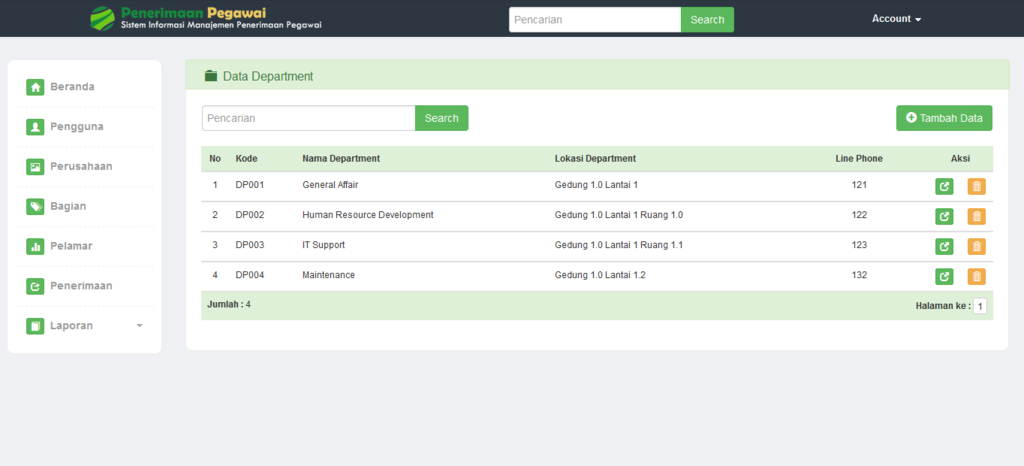 Penerimaan Pegawai
Sistem Informasi Manajemen Penerimaan Pegawai
Pencarian Search
Account
Beranda
Pengguna
Perusahaan
Bagian
Pelamar
Penerimaan
Laporan
Data Department
Pencarian Search
Tambah Data
No Kode Nama Department Lokasi Department Line Phone Aksi
1 DP001 General Affair Gedung 1.0 Lantai 1 121
2 DP002 Human Resource Development Gedung 1.0 Lantai 1 Ruang 1.0 122
3 DP003 IT Support Gedung 1.0 Lantai 1 Ruang 1.1 123
4 DP004 Maintenance Gedung 1.0 Lantai 1.2 132
Jumlah : 4 Halaman ke : 1